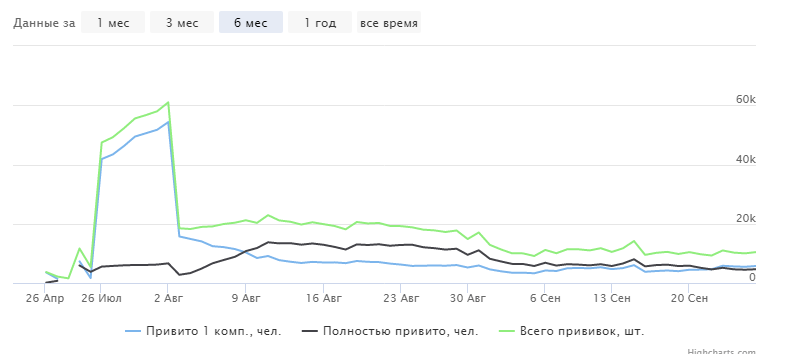 Данные за 1 мес 3 мес 6 мес 1 год все время
60k
40k
20k
0
26 Апр 26 Июл 2 Авг 9 Авг 16 Авг 23 Авг 30 Авг 6 Сен 13 Сен 20 Сен
Привито 1 комп., чел. Полностью привито, чел. Всего прививок, шт.
Highcharts.com